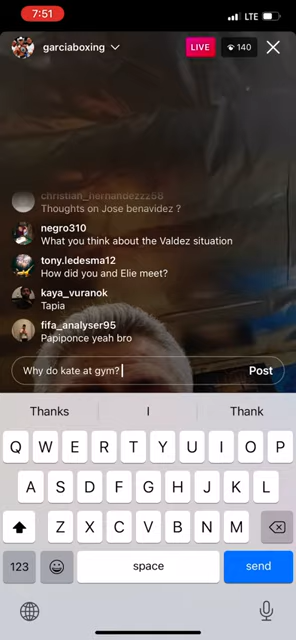 7:51
LTE
garciaboxing
LIVE
140
christian_hernandezzz58
Thoughts on Jose benavidez ?
negro310
What you think about the Valdez situation
tony.ledesma12
How did you and Elie meet?
kaya_vuranok
Tapia
fifa_analyser95
Papiponce yeah bro
Why do kate at gym?
Post
Thanks
I
Thank
Q W E R T Y U I O P
A S D F G H J K L
Z X C V B N M
123
space
send